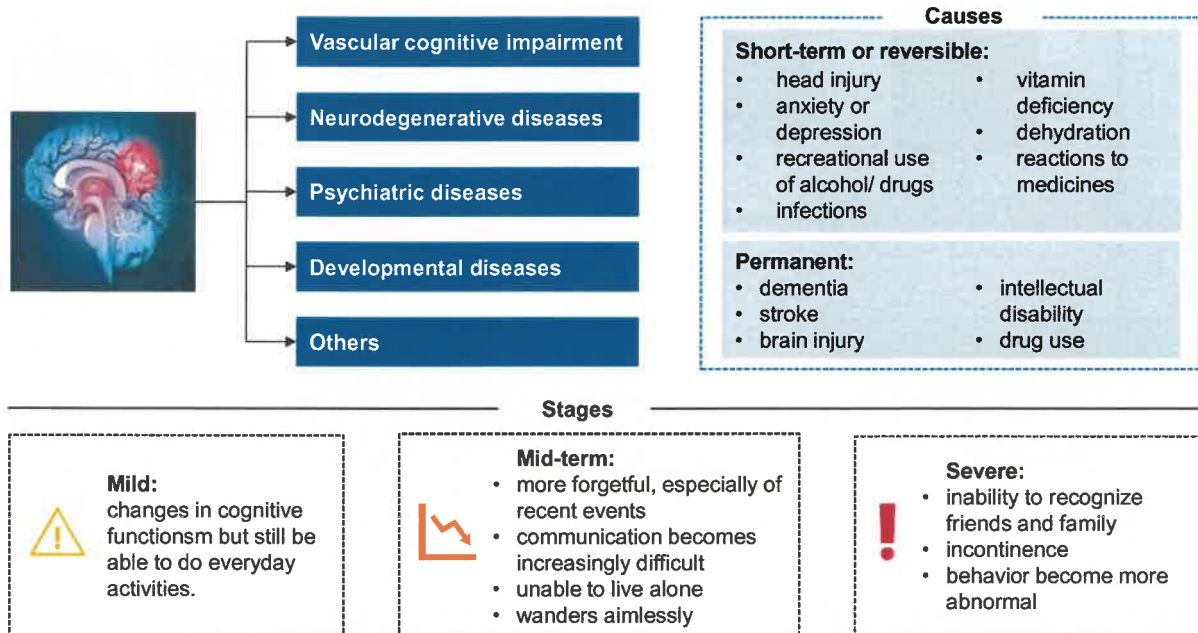 Vascular cognitive impairment
Neurodegenerative diseases
Psychiatric diseases
Developmental diseases
Others
Causes
Short-term or reversible:
• head injury
• anxiety or
depression
• recreational use
of alcohol/ drugs
• infections
• vitamin
deficiency
• dehydration
• reactions to
medicines
Permanent:
• dementia
• stroke
• brain injury
• intellectual
disability
• drug use
Stages
Mild:
changes in cognitive
functionsm but still be
able to do everyday
activities.
Mid-term:
• more forgetful, especially of
recent events
• communication becomes
increasingly difficult
• unable to live alone
• wanders aimlessly
Severe:
• inability to recognize
friends and family
• incontinence
• behavior become more
abnormal